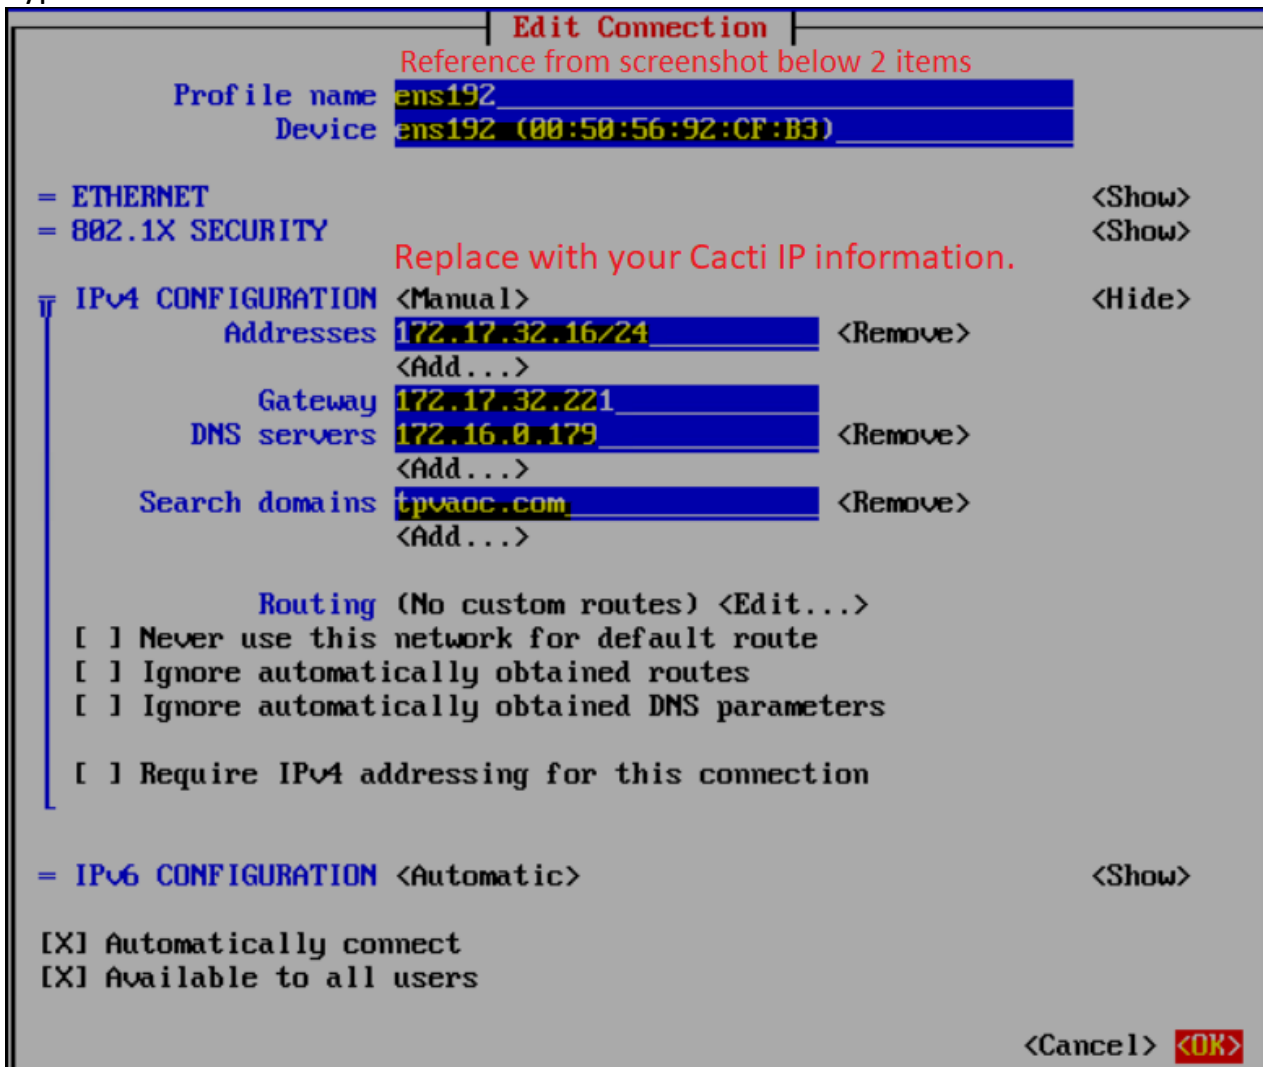 Edit Connection
Reference from screenshot below 2 items
Profile name ens192
Device ens192 (00:50:56:92:CF:B3)
= ETHERNET <Show>
= 802.1X SECURITY <Show>
Replace with your Cacti IP information.
IPv4 CONFIGURATION <Manual> <Hide>
Addresses 172.17.32.16/24 <Remove>
<Add...>
Gateway 172.17.32.221
DNS servers 172.16.0.179 <Remove>
<Add...>
Search domains tpvaoc.com <Remove>
<Add...>
Routing (No custom routes) <Edit...>
[ ] Never use this network for default route
[ ] Ignore automatically obtained routes
[ ] Ignore automatically obtained DNS parameters
[ ] Require IPv4 addressing for this connection
= IPv6 CONFIGURATION <Automatic> <Show>
[X] Automatically connect
[X] Available to all users
<Cancel> <OK>